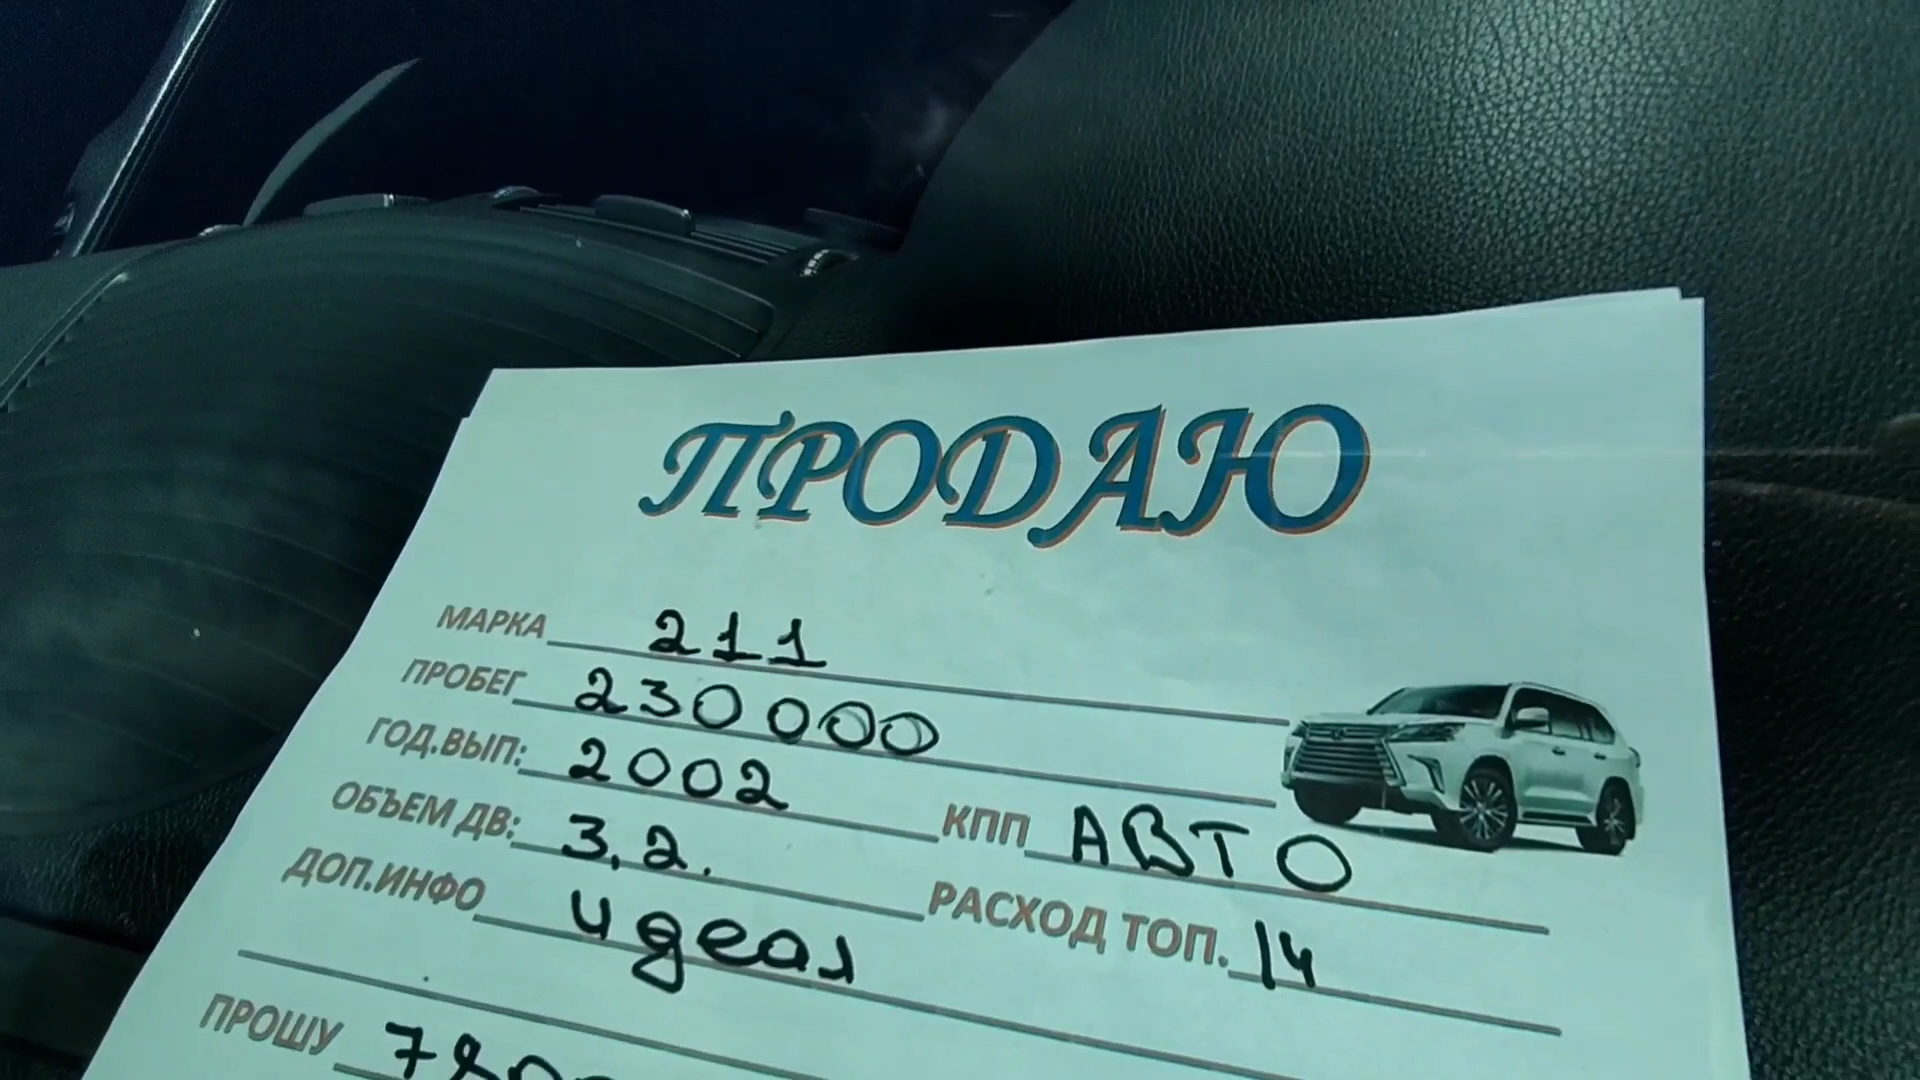 ПРОДАЮ
МАРКА 211
ПРОБЕГ 230000
ГОД.ВЫП: 2002 КПП АВТО
ОБЪЕМ ДВ: 3,2. РАСХОД ТОП. 14
ДОП.ИНФО идеал
ПРОШУ